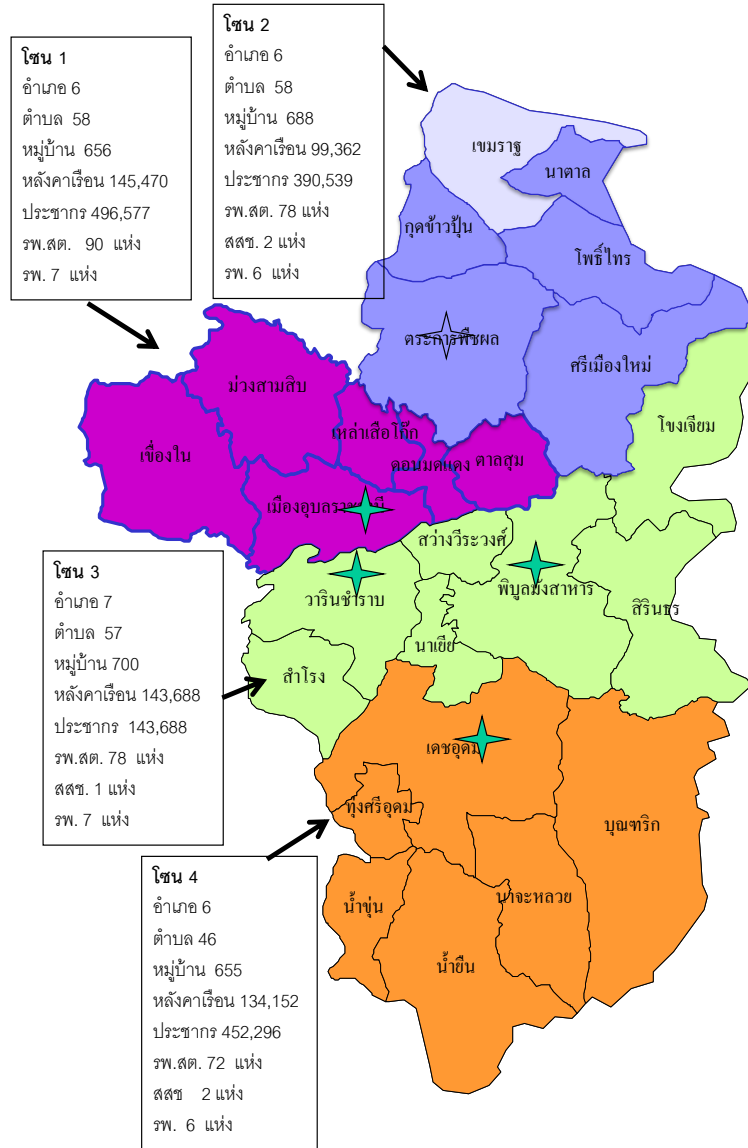 โซน 1
อำเภอ 6
ตำบล 58
หมู่บ้าน 656
หลังคาเรือน 145,470
ประชากร 496,577
รพ.สต. 90 แห่ง
รพ. 7 แห่ง
โซน 2
อำเภอ 6
ตำบล 58
หมู่บ้าน 688
หลังคาเรือน 99,362
ประชากร 390,539
รพ.สต. 78 แห่ง
สสช. 2 แห่ง
รพ. 6 แห่ง
เขมราฐ
นาตาล
กุดข้าวปุ้น
โพธิ์ไทร
ตระการพืชผล
ศรีเมืองใหม่
โขงเจียม
ม่วงสามสิบ
เหล่าเสือโก๊ก
เขื่องใน
ดอนมดแดง
ตาลสุม
เมืองอุบลราชธานี
สว่างวีระวงศ์
วารินชำราบ
พิบูลมังสาหาร
สิรินธร
นาเยีย
สำโรง
โซน 3
อำเภอ 7
ตำบล 57
หมู่บ้าน 700
หลังคาเรือน 143,688
ประชากร 143,688
รพ.สต. 78 แห่ง
สสช. 1 แห่ง
รพ. 7 แห่ง
เดชอุดม
ทุ่งศรีอุดม
บุณฑริก
นาจะหลวย
น้ำขุ่น
น้ำยืน
โซน 4
อำเภอ 6
ตำบล 46
หมู่บ้าน 655
หลังคาเรือน 134,152
ประชากร 452,296
รพ.สต. 72 แห่ง
สสช 2 แห่ง
รพ. 6 แห่ง